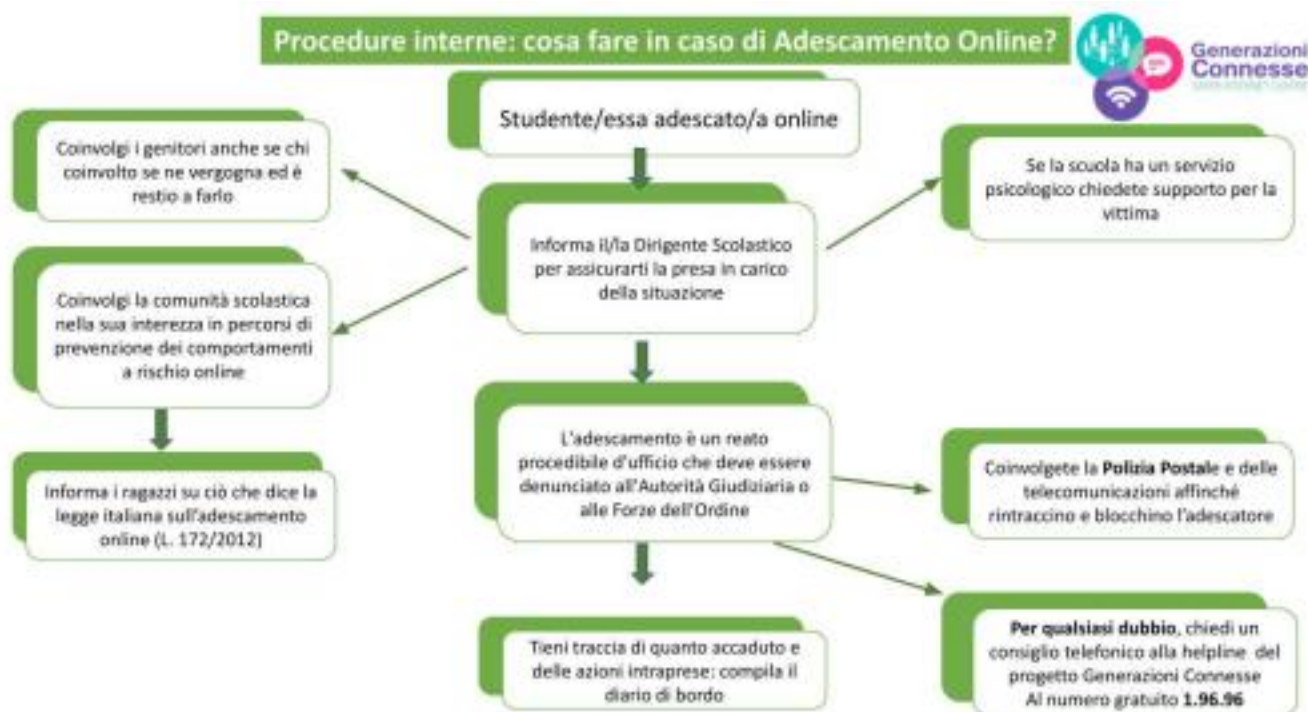 Procedure interne: cosa fare in caso di Adescamento Online?
Generazioni
Connesse
Studente/essa adescato/a online
Coinvolgi i genitori anche se chi
coinvolto se ne vergogna ed è
restio a farlo
Se la scuola ha un servizio
psicologico chiedete supporto per la
vittima
Informa il/la Dirigente Scolastico
per assicurarti la presa in carico
della situazione
Coinvolgi la comunità scolastica
nella sua interezza in percorsi di
prevenzione dei comportamenti
a rischio online
L'adescamento è un reato
procedibile d'ufficio che deve essere
denunciato all'Autorità Giudiziaria o
alle Forze dell'Ordine
Coinvolgete la Polizia Postale e delle
telecomunicazioni affinché
rintraccino e blocchino l'adescatore
Informa i ragazzi su ciò che dice la
legge italiana sull'adescamento
online (L. 172/2012)
Tieni traccia di quanto accaduto e
delle azioni intraprese: compila il
diario di bordo
Per qualsiasi dubbio, chiedi un
consiglio telefonico alla helpline del
progetto Generazioni Connesse
Al numero gratuito 1.96.96